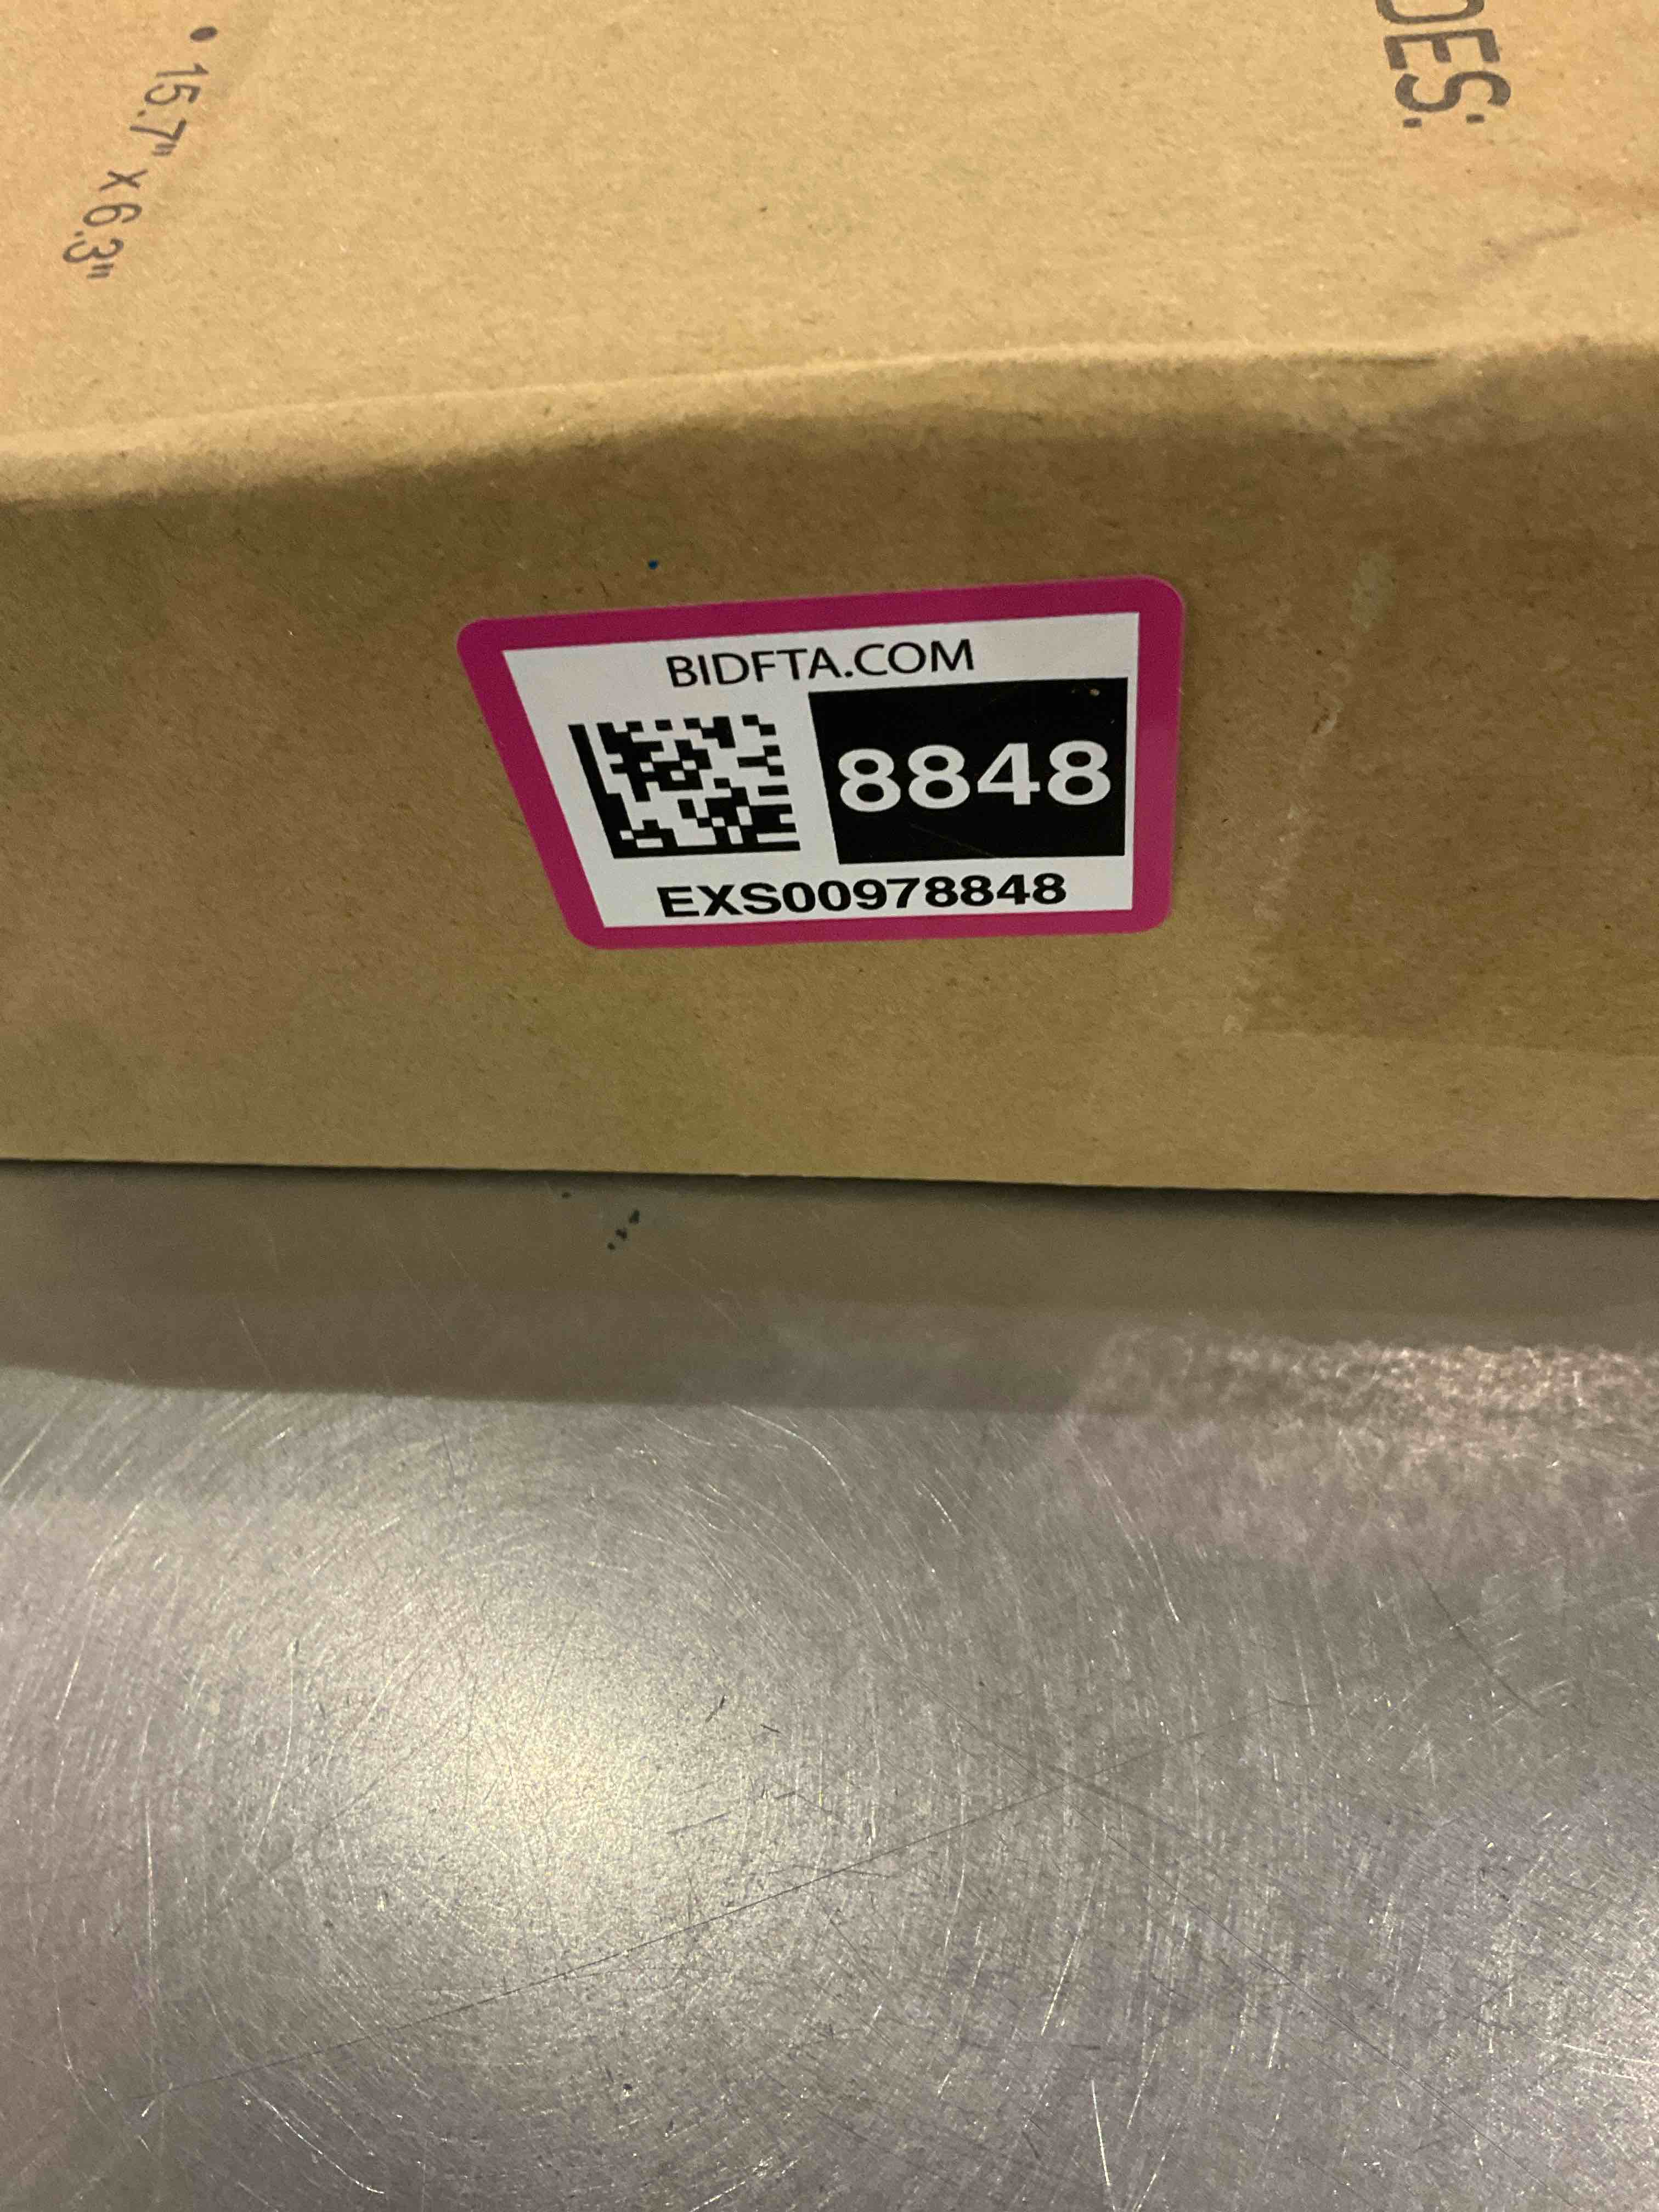 • 15.7" x 6.3"
DES:
BIDFTA.COM
8848
EXS00978848